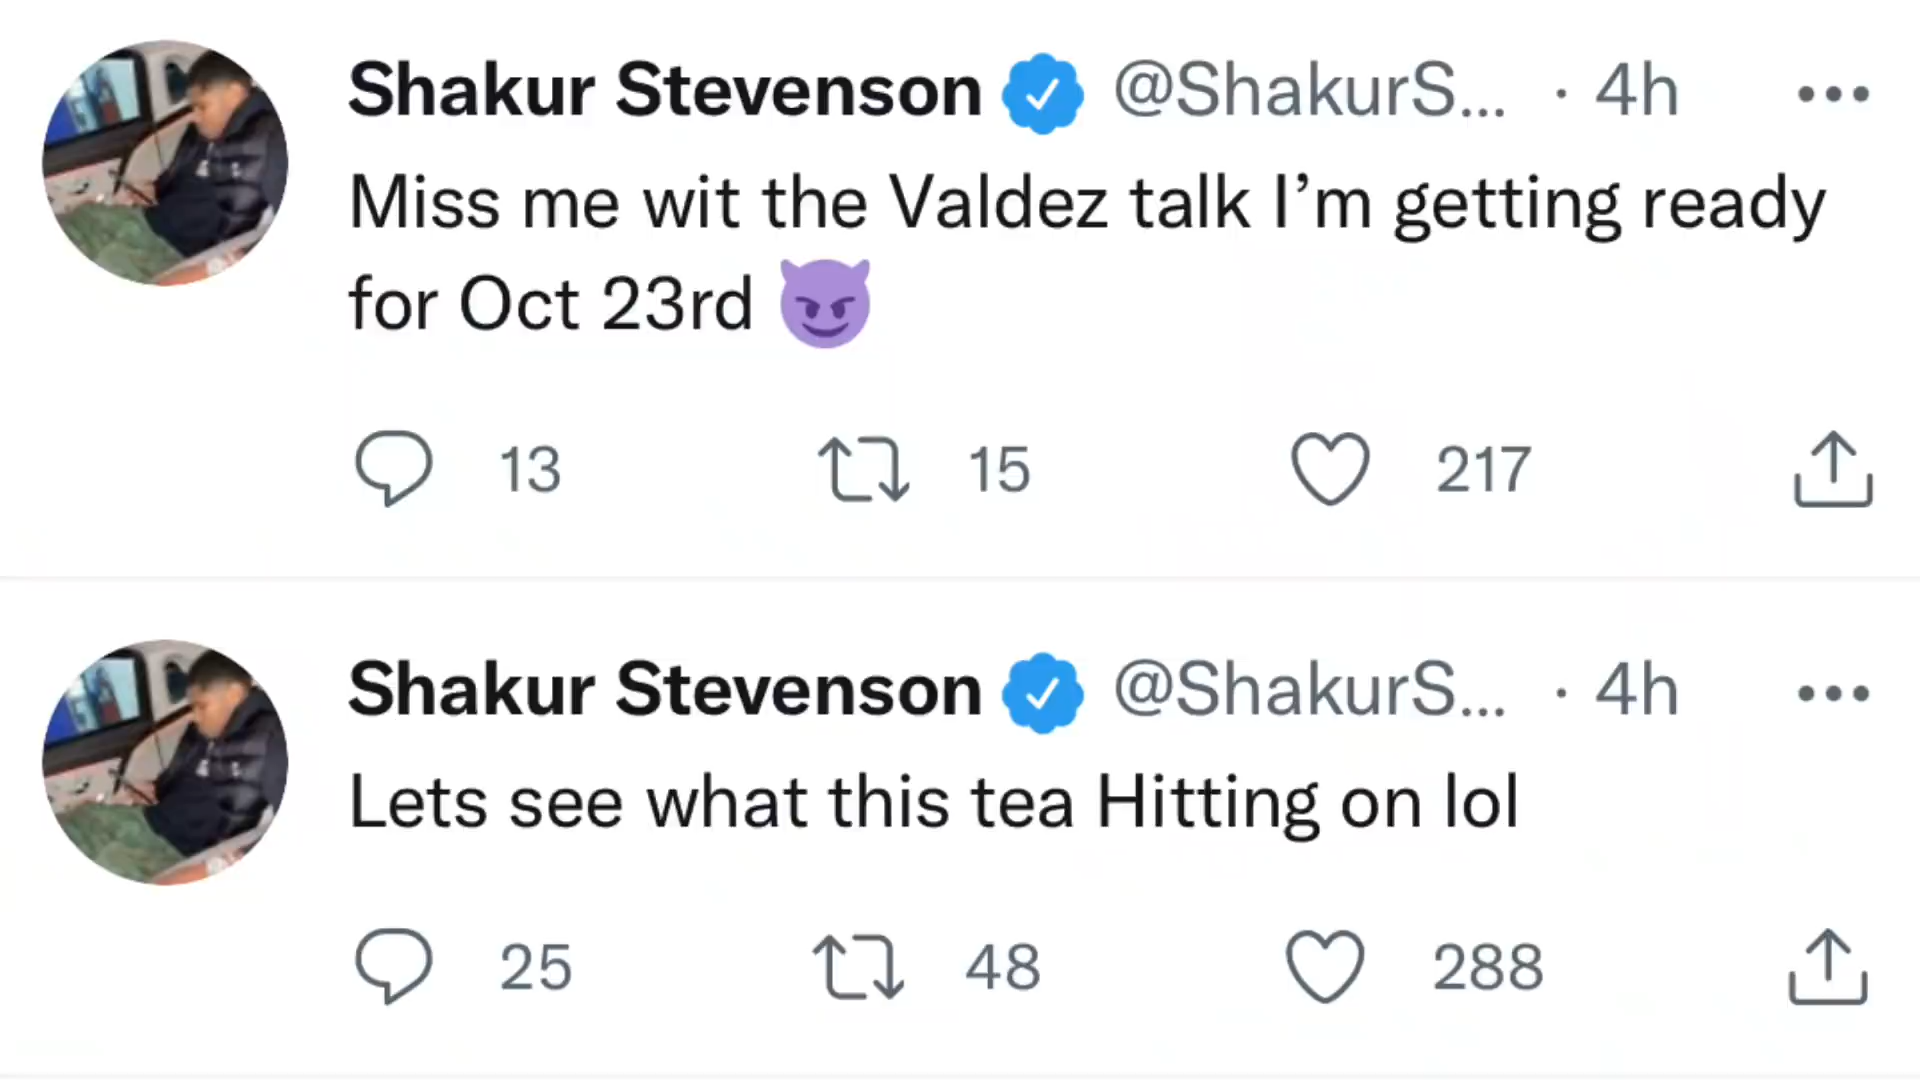 Shakur Stevenson @ShakurS... · 4h
Miss me wit the Valdez talk I’m getting ready
for Oct 23rd 😈
13 15 217
Shakur Stevenson @ShakurS... · 4h
Lets see what this tea Hitting on lol
25 48 288